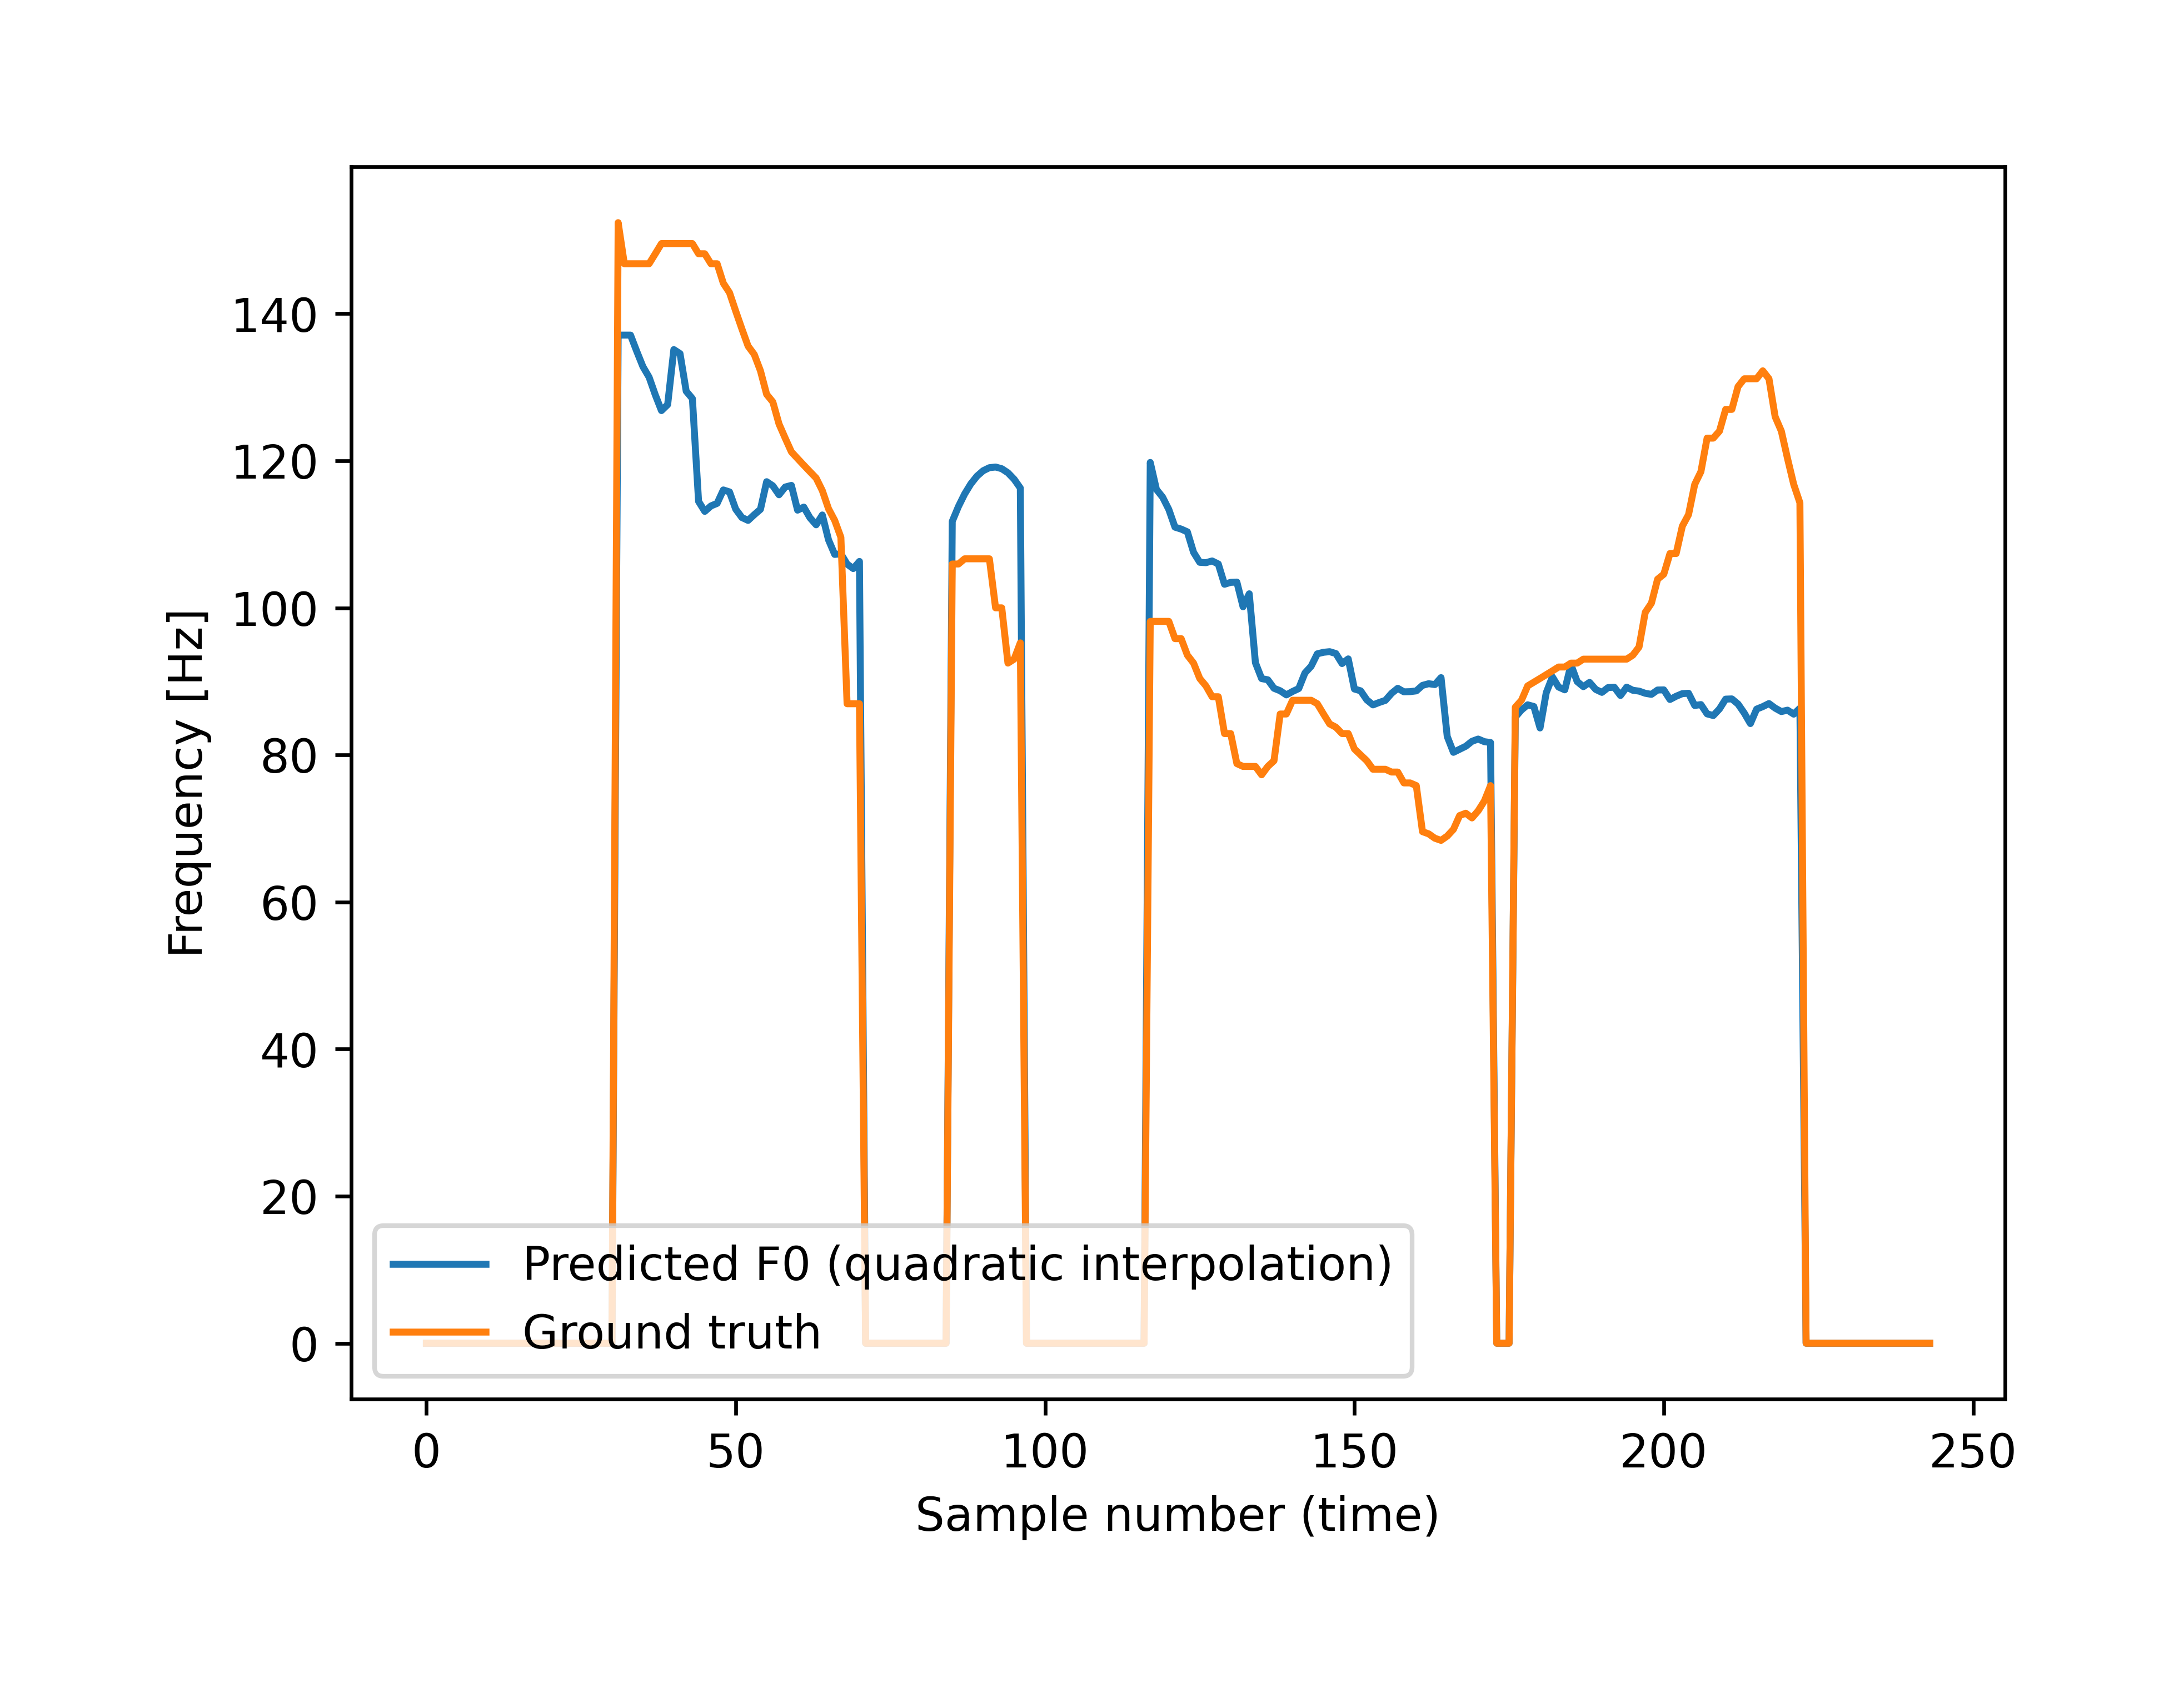 140
120
100
80
60
40
20
0
Frequency [Hz]
Predicted F0 (quadratic interpolation)
Ground truth
0 50 100 150 200 250
Sample number (time)